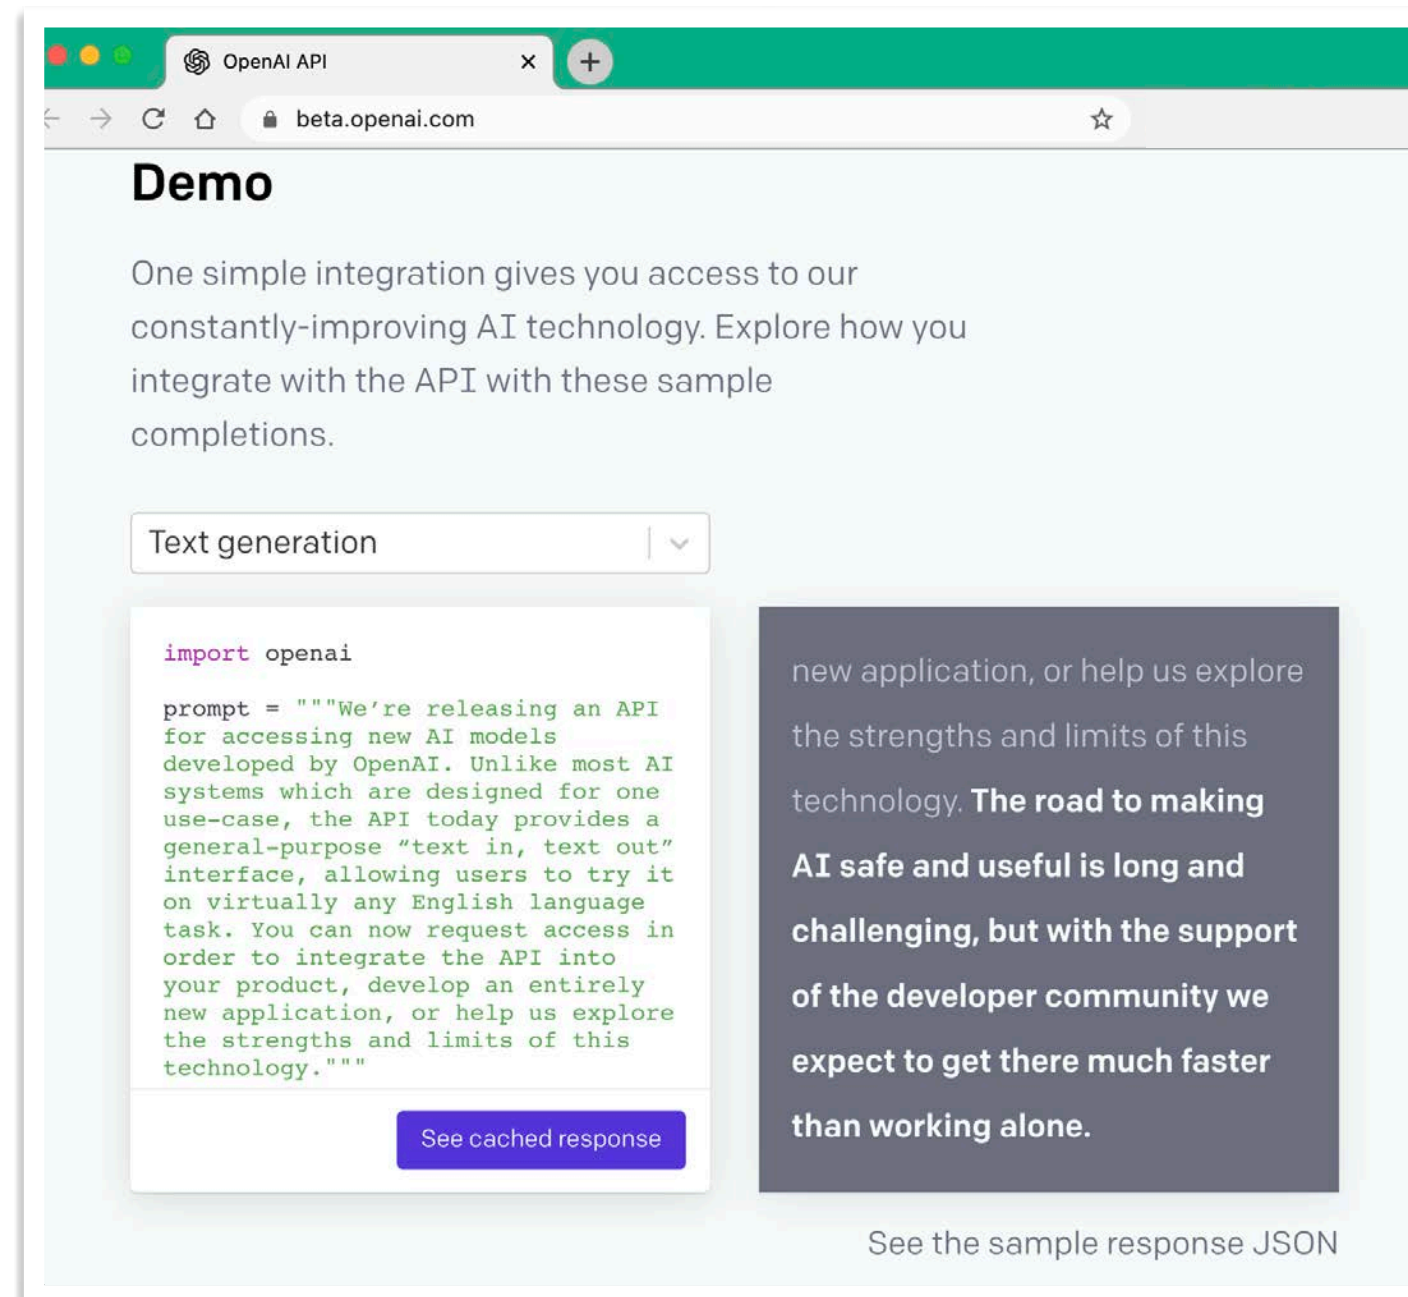 OpenAI API
beta.openai.com
Demo
One simple integration gives you access to our
constantly-improving AI technology. Explore how you
integrate with the API with these sample
completions.
Text generation
import openai
prompt = """We're releasing an API
for accessing new AI models
developed by OpenAI. Unlike most AI
systems which are designed for one
use-case, the API today provides a
general-purpose “text in, text out”
interface, allowing users to try it
on virtually any English language
task. You can now request access in
order to integrate the API into
your product, develop an entirely
new application, or help us explore
the strengths and limits of this
technology."""
See cached response
new application, or help us explore
the strengths and limits of this
technology. The road to making
AI safe and useful is long and
challenging, but with the support
of the developer community we
expect to get there much faster
than working alone.
See the sample response JSON